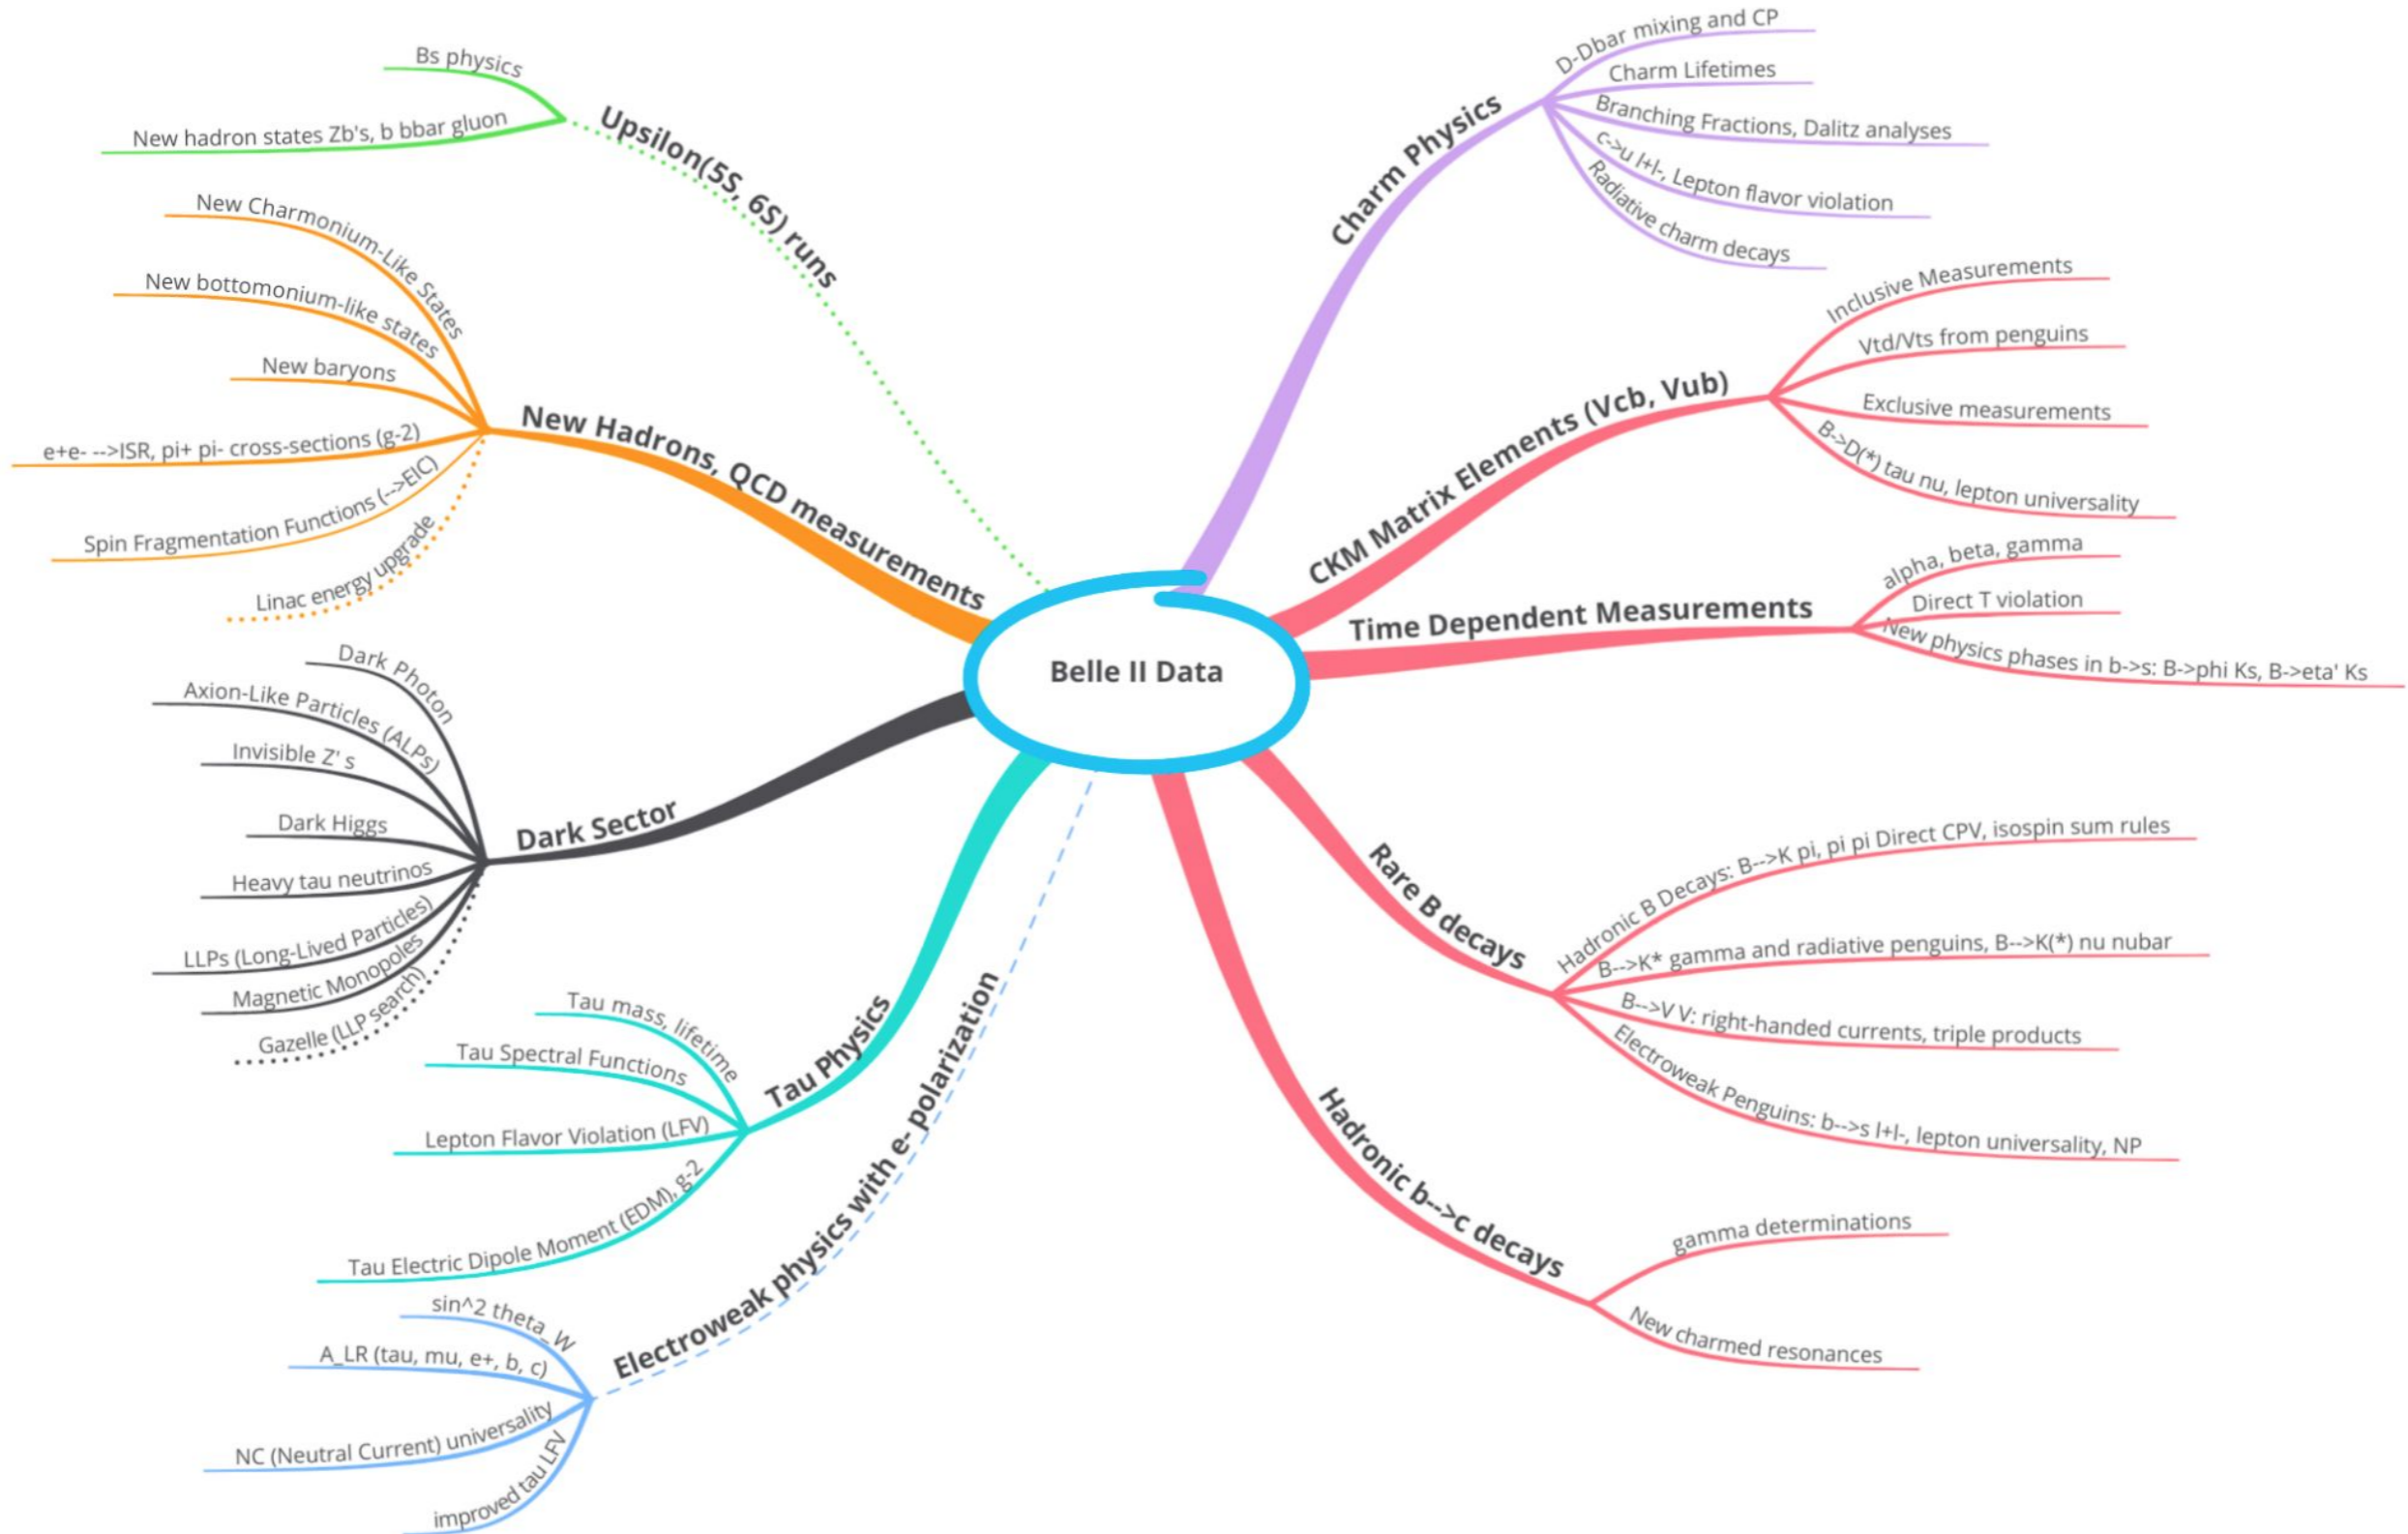 Belle II Data
Upsilon(5S, 6S) runs
Bs physics
New hadron states Zb's, b bbar gluon
New Hadrons, QCD measurements
New Charmonium-Like States
New bottomonium-like states
New baryons
e+e- -->ISR, pi+ pi- cross-sections (g-2)
Spin Fragmentation Functions (-->EIC)
Linac energy upgrade
Dark Sector
Dark Photon
Axion-Like Particles (ALPs)
Invisible Z' s
Dark Higgs
Heavy tau neutrinos
LLPs (Long-Lived Particles)
Magnetic Monopoles
Gazelle (LLP search)
Tau Physics
Tau mass, lifetime
Tau Spectral Functions
Lepton Flavor Violation (LFV)
Tau Electric Dipole Moment (EDM), g-2
Electroweak physics with e- polarization
sin^2 theta_W
A_LR (tau, mu, e+, b, c)
NC (Neutral Current) universality
improved tau LFV
Charm Physics
D-Dbar mixing and CP
Charm Lifetimes
Branching Fractions, Dalitz analyses
c->u l+l-, Lepton flavor violation
Radiative charm decays
CKM Matrix Elements (Vcb, Vub)
Inclusive Measurements
Vtd/Vts from penguins
Exclusive measurements
B->D(*) tau nu, lepton universality
Time Dependent Measurements
alpha, beta, gamma
Direct T violation
New physics phases in b->s: B->phi Ks, B->eta' Ks
Rare B decays
Hadronic B Decays: B-->K pi, pi pi Direct CPV, isospin sum rules
B-->K* gamma and radiative penguins, B-->K(*) nu nubar
B-->V V: right-handed currents, triple products
Electroweak Penguins: b-->s l+l-, lepton universality, NP
Hadronic b-->c decays
gamma determinations
New charmed resonances